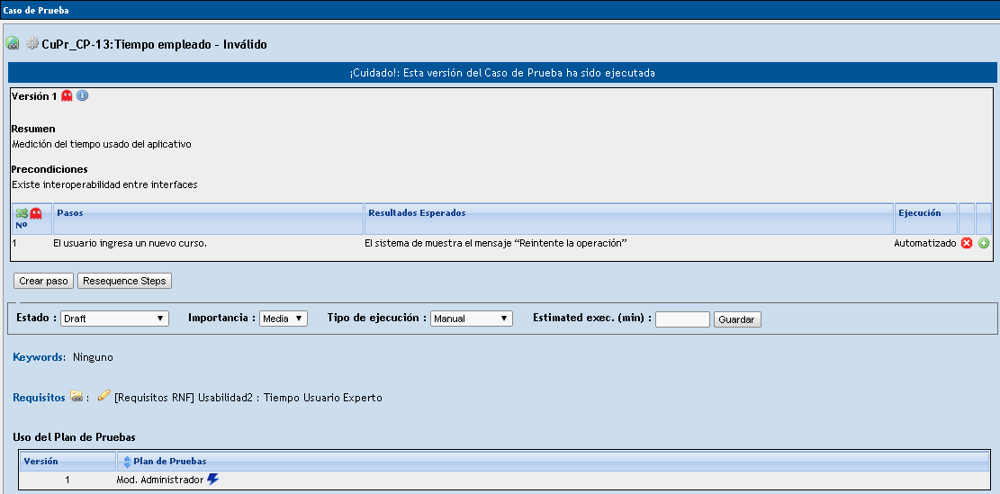 Caso de Prueba
CuPr_CP-13:Tiempo empleado - Inválido
¡Cuidado!: Esta versión del Caso de Prueba ha sido ejecutada
Versión 1
Resumen
Medición del tiempo usado del aplicativo
Precondiciones
Existe interoperabilidad entre interfaces
Nº Pasos Resultados Esperados Ejecución
1 El usuario ingresa un nuevo curso. El sistema de muestra el mensaje “Reintente la operación” Automatizado
Crear paso Resequence Steps
Estado : Draft Importancia : Media Tipo de ejecución : Manual Estimated exec. (min) : Guardar
Keywords: Ninguno
Requisitos : [Requisitos RNF] Usabilidad2 : Tiempo Usuario Experto
Uso del Plan de Pruebas
Versión Plan de Pruebas
1 Mod. Administrador